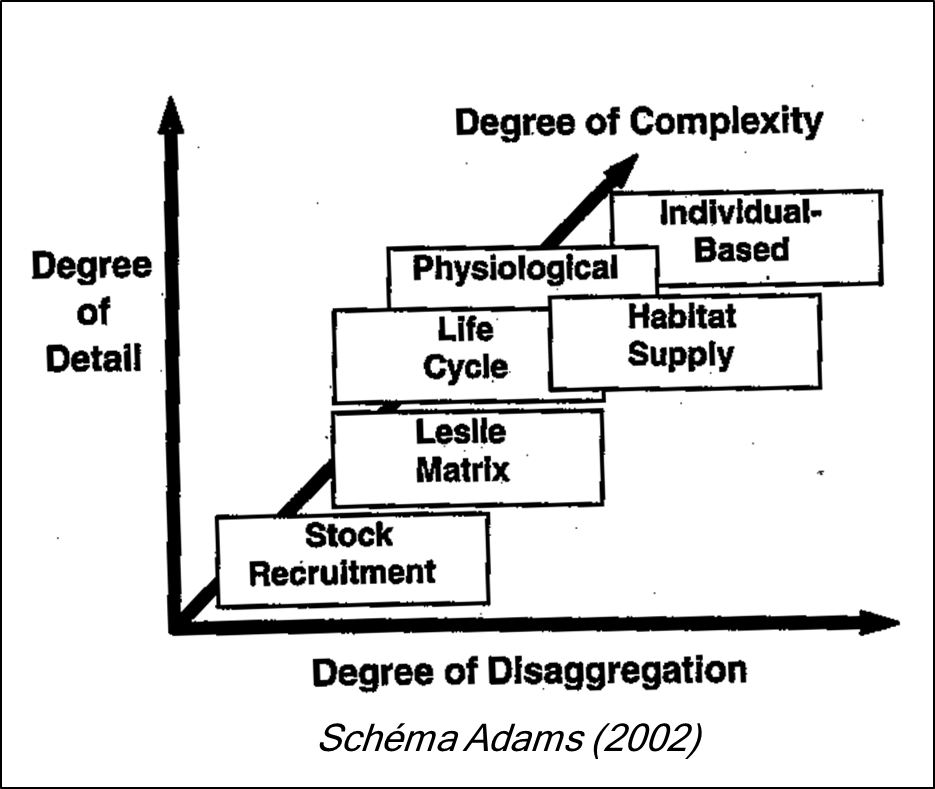 Degree of Complexity
Individual-
Based
Degree
of
Detail
Physiological
Life
Cycle
Habitat
Supply
Leslie
Matrix
Stock
Recruitment
Degree of Disaggregation
Schéma Adams (2002)